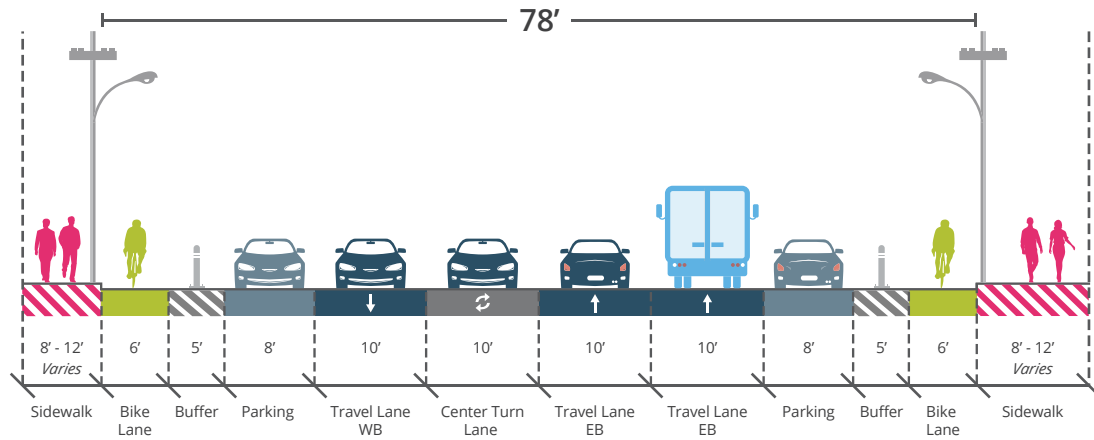 78’
8’ - 12’ 6’ 5’ 8’ 10’ 10’ 10’ 10’ 8’ 5’ 6’ 8’ - 12’
Varies Varies
Sidewalk Bike Buffer Parking Travel Lane Center Turn Travel Lane Travel Lane Parking Buffer Bike Sidewalk
Lane WB Lane EB EB Lane